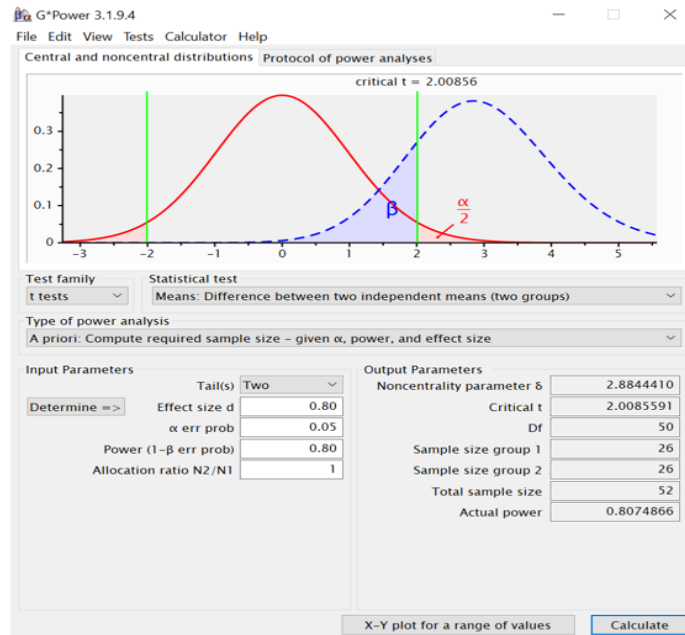 βα G*Power 3.1.9.4
File Edit View Tests Calculator Help
Central and noncentral distributions Protocol of power analyses
critical t = 2.00856
0.3
0.2
0.1
0
β
α
2
-3 -2 -1 0 1 2 3 4 5
Test family Statistical test
t tests Means: Difference between two independent means (two groups)
Type of power analysis
A priori: Compute required sample size – given α, power, and effect size
Input Parameters Output Parameters
Tail(s) Two Noncentrality parameter δ 2.8844410
Determine => Effect size d 0.80 Critical t 2.0085591
α err prob 0.05 Df 50
Power (1-β err prob) 0.80 Sample size group 1 26
Allocation ratio N2/N1 1 Sample size group 2 26
Total sample size 52
Actual power 0.8074866
X-Y plot for a range of values Calculate